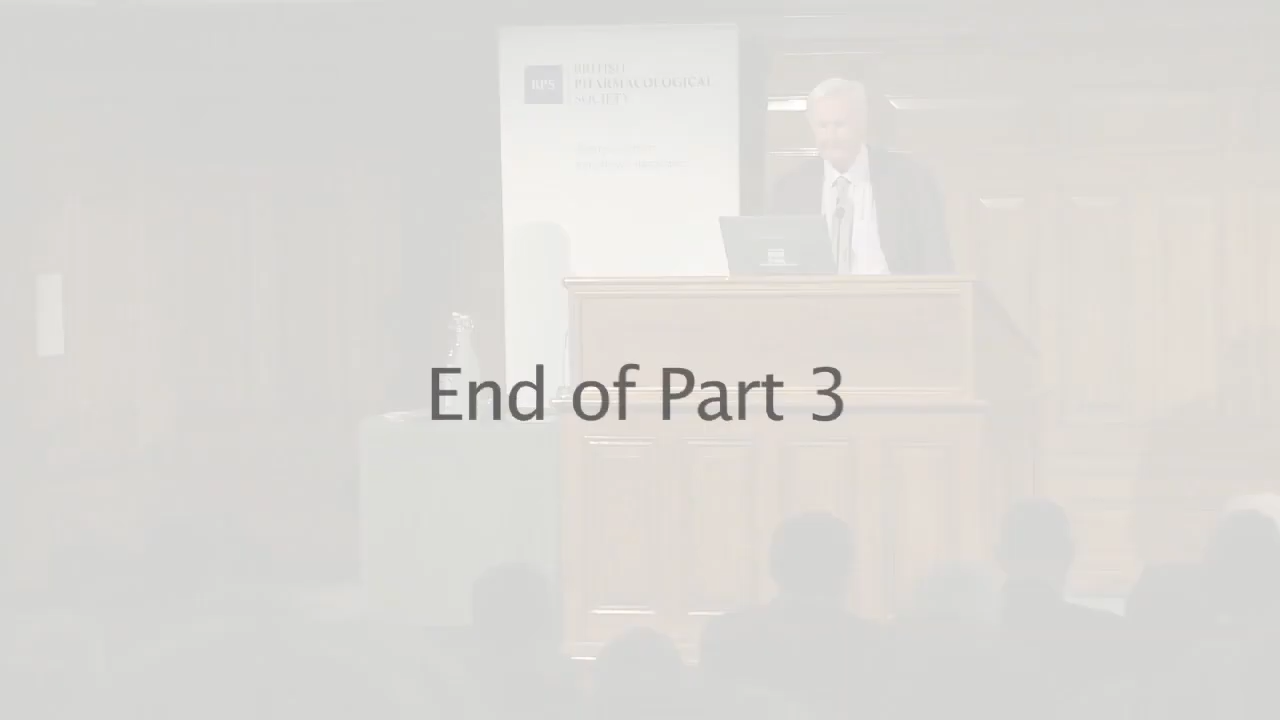 BPS
BRITISH
PHARMACOLOGICAL
SOCIETY
End of Part 3